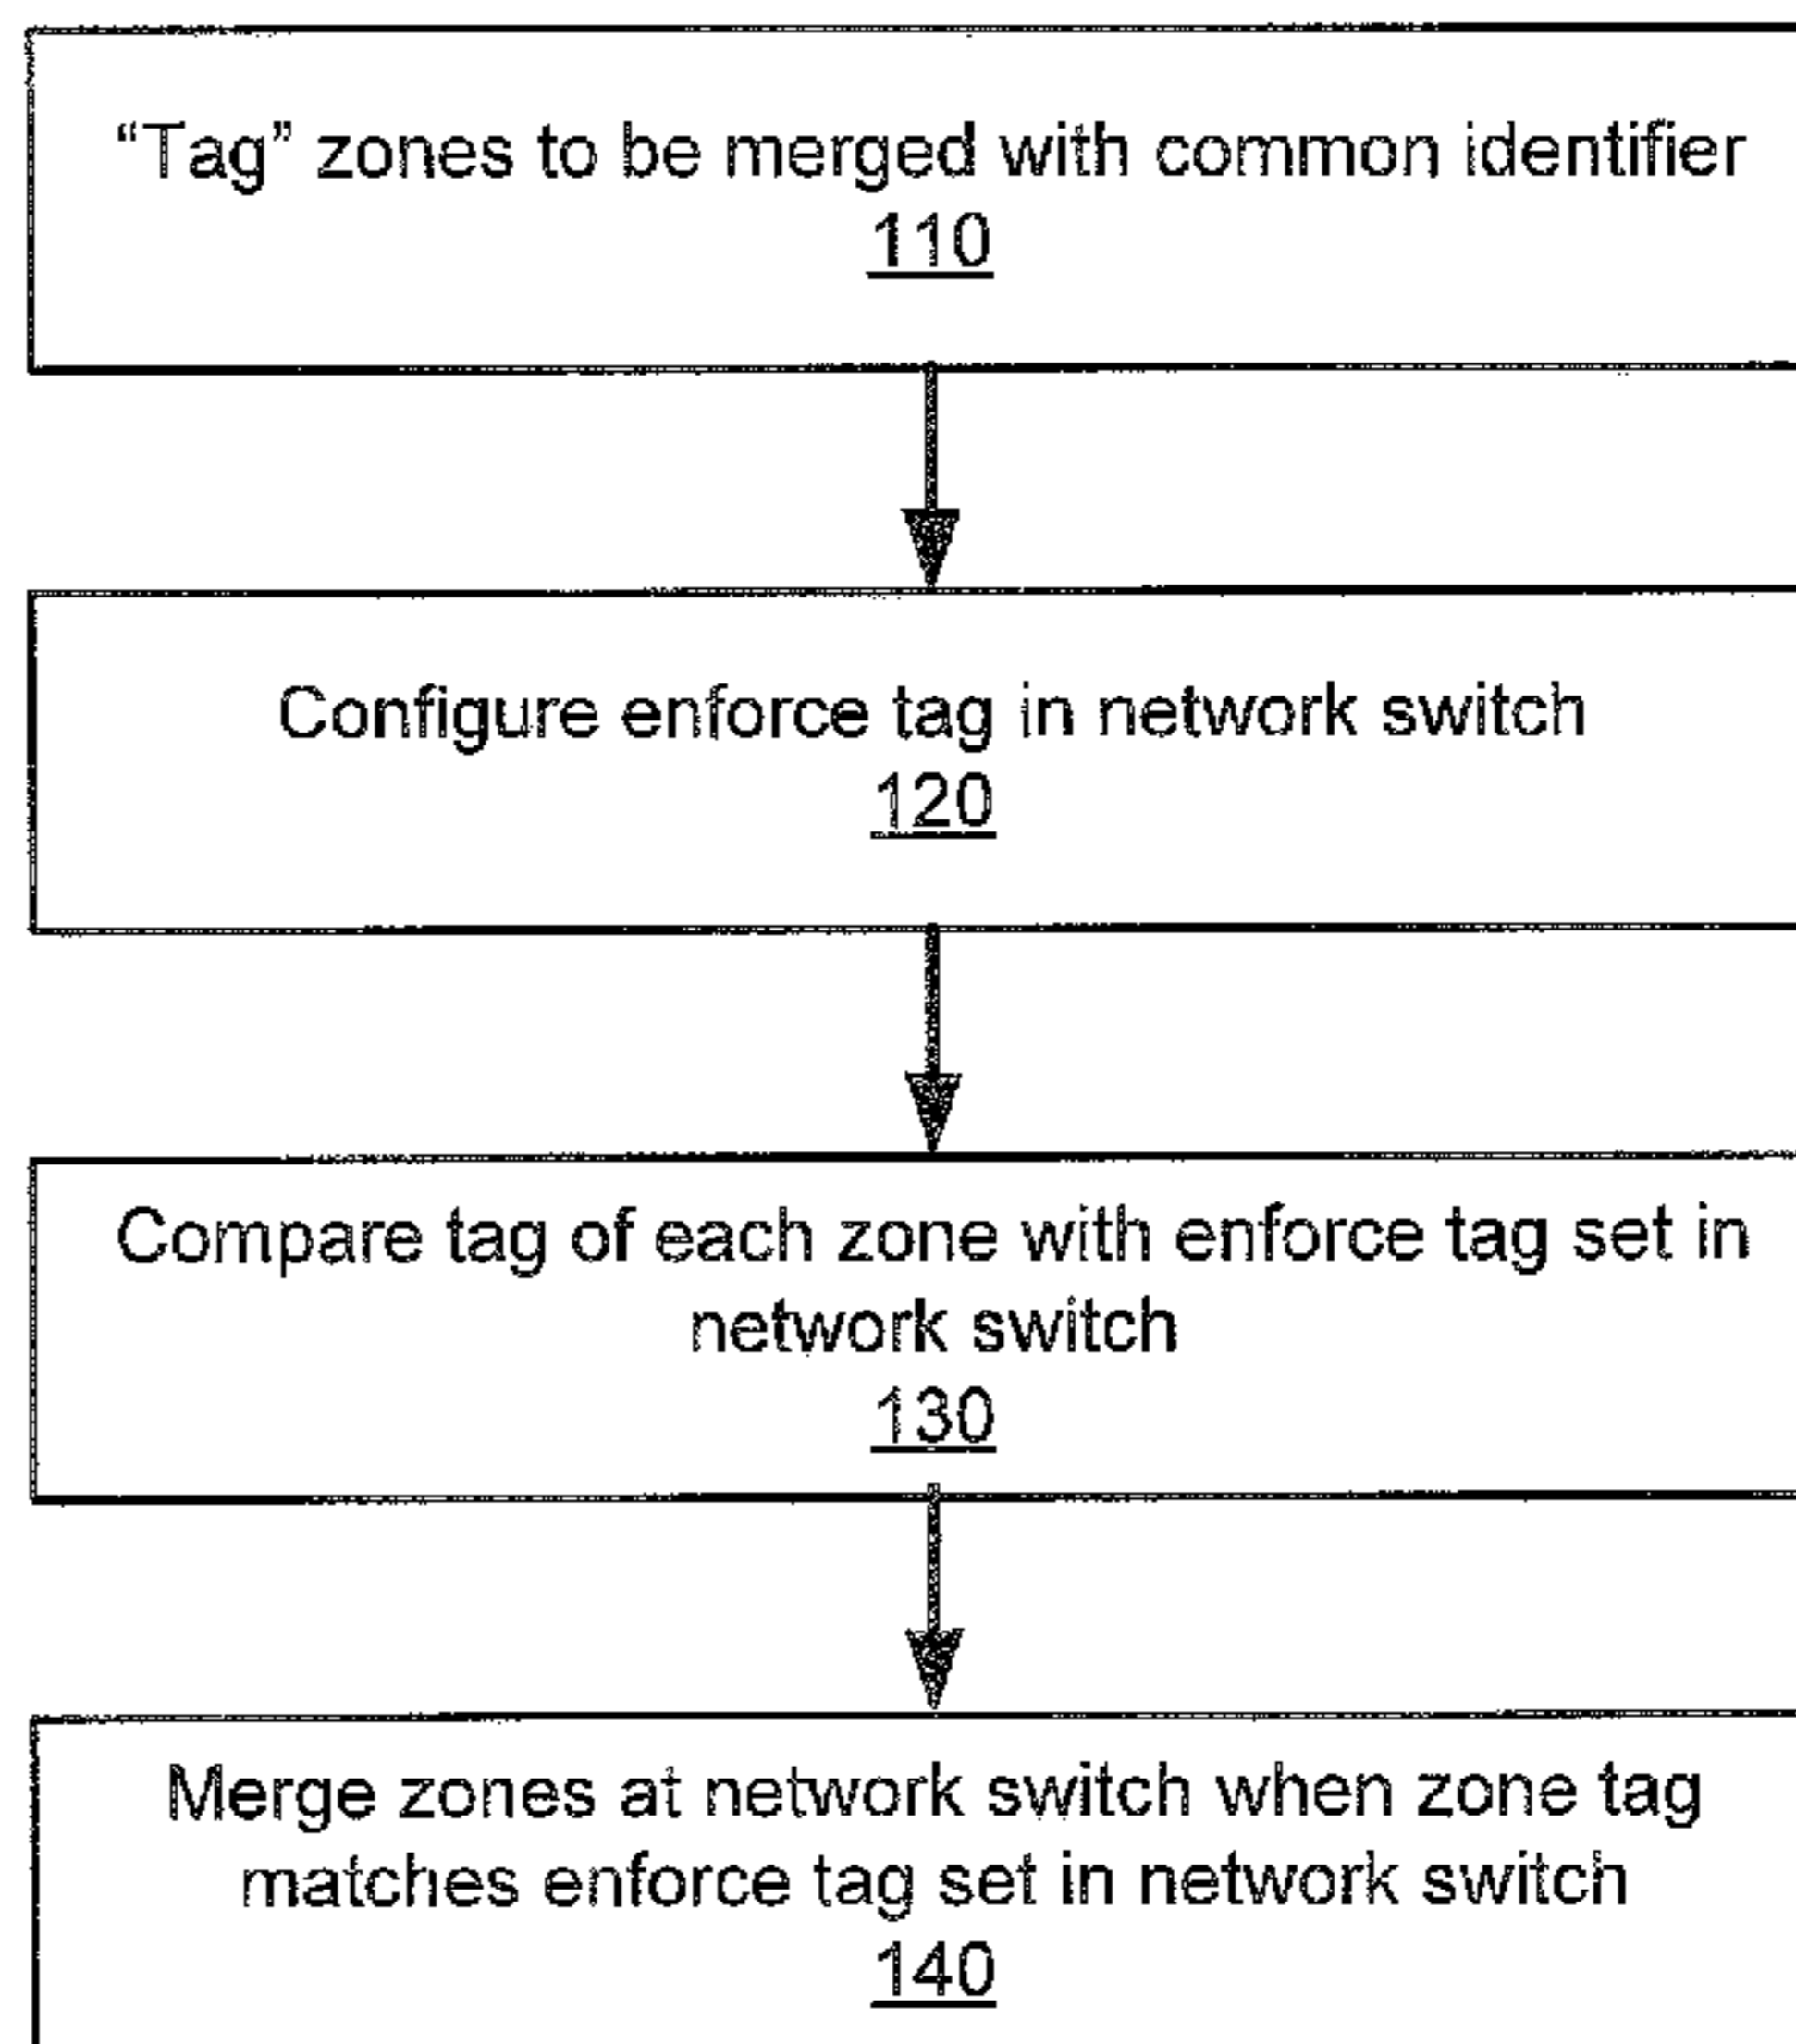 “Tag” zones to be merged with common identifier
110
Configure enforce tag in network switch
120
Compare tag of each zone with enforce tag set in
network switch
130
Merge zones at network switch when zone tag
matches enforce tag set in network switch
140